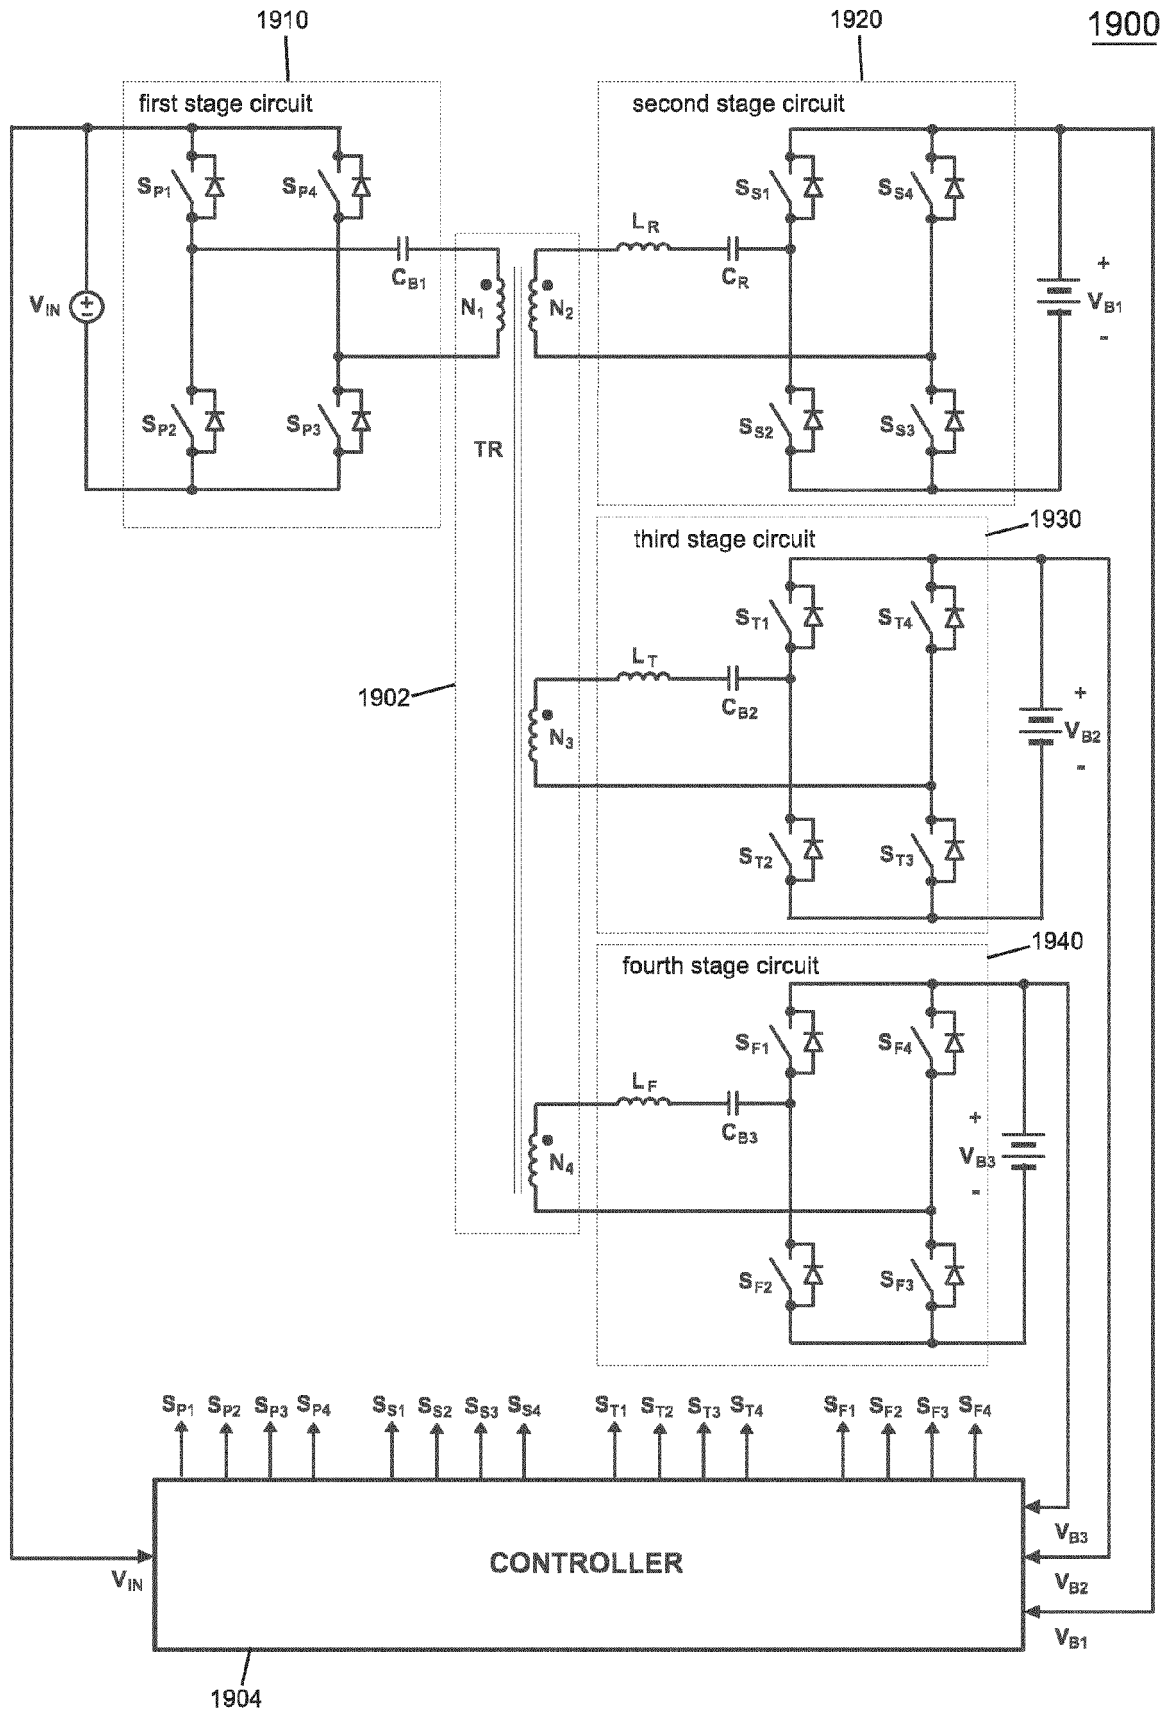 1910
1920
1900
first stage circuit
second stage circuit
SP1
SP4
SS1
SS4
LR
CB1
CR
VIN
+
±
N1
N2
+
VB1
-
SP2
SP3
SS2
SS3
TR
1930
third stage circuit
ST1
ST4
LT
1902
CB2
+
VB2
-
N3
ST2
ST3
1940
fourth stage circuit
SF1
SF4
LF
CB3
+
VB3
-
N4
SF2
SF3
SP1 SP2 SP3 SP4 SS1 SS2 SS3 SS4 ST1 ST2 ST3 ST4 SF1 SF2 SF3 SF4
VB3
CONTROLLER
VIN
VB2
VB1
1904